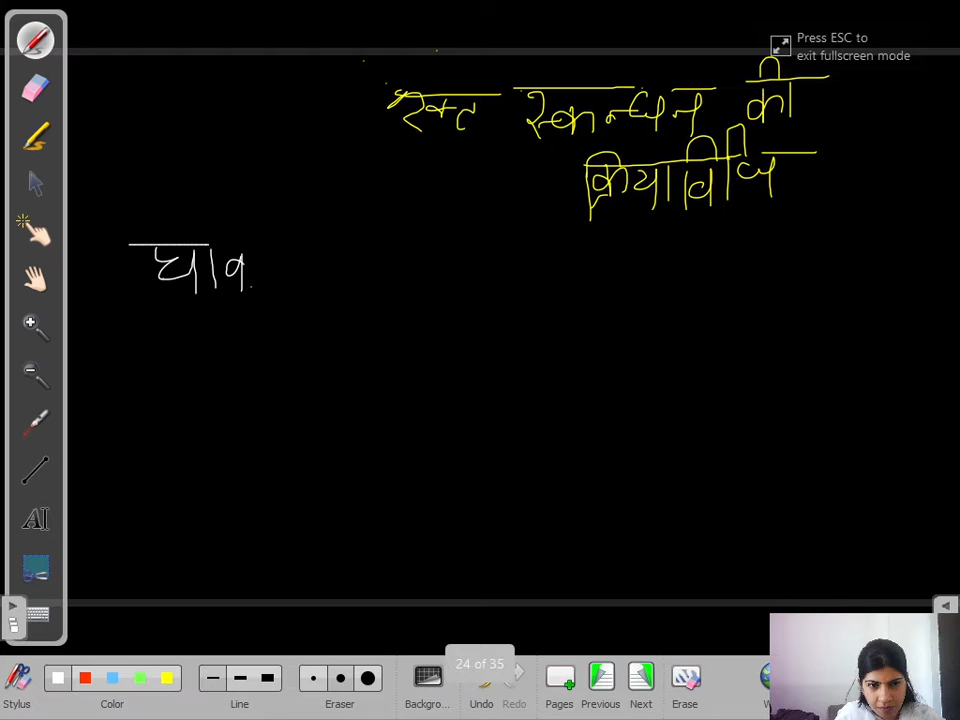 Press ESC to
exit fullscreen mode
रक्त स्कन्धन की
क्रियाविधि
घाव
24 of 35
Stylus Color Line Eraser Backgro... Undo Redo Pages Previous Next Erase W